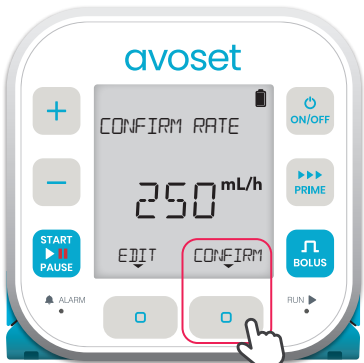 avoset
CONFIRM RATE
ON/OFF
250 mL/h
PRIME
START
PAUSE
EDIT CONFIRM
BOLUS
ALARM
RUN